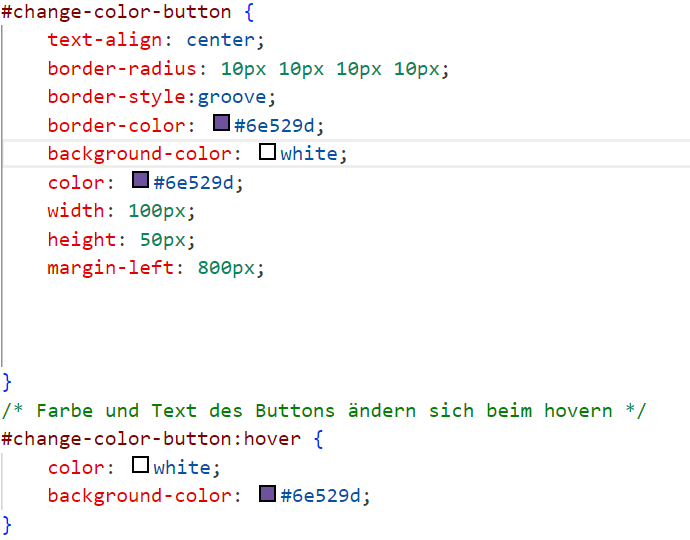 #change-color-button {
text-align: center;
border-radius: 10px 10px 10px 10px;
border-style:groove;
border-color: #6e529d;
background-color: white;
color: #6e529d;
width: 100px;
height: 50px;
margin-left: 800px;
}
/* Farbe und Text des Buttons ändern sich beim hovern */
#change-color-button:hover {
color: white;
background-color: #6e529d;
}